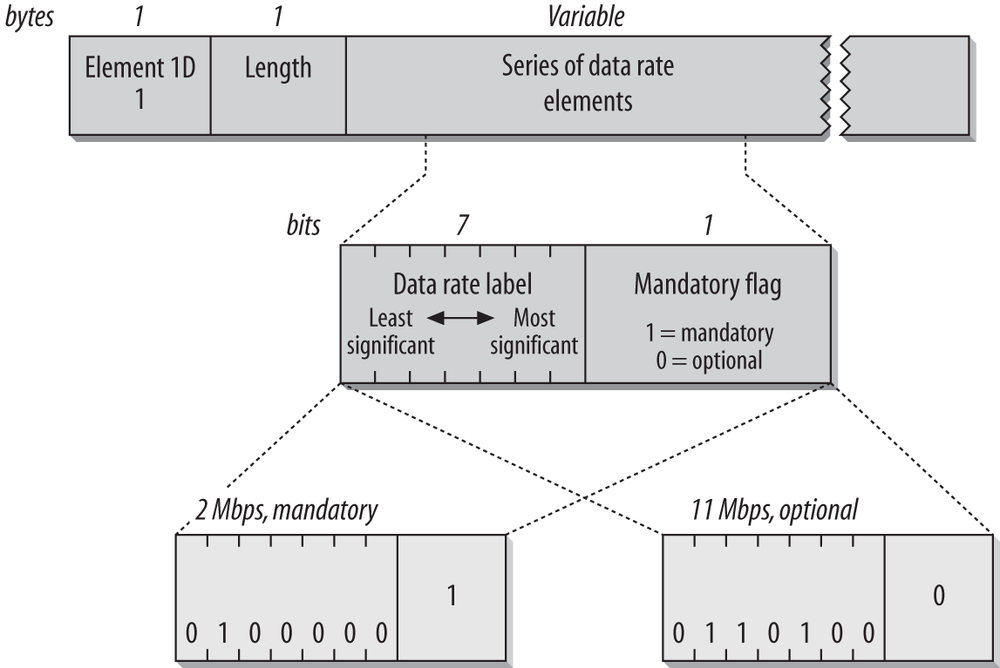 bytes 1 1 Variable
Element 1D
1
Length
Series of data rate
elements
bits 7 1
Data rate label
Least
significant
Most
significant
Mandatory flag
1 = mandatory
0 = optional
2 Mbps, mandatory
0 1 0 0 0 0 0
1
11 Mbps, optional
0 1 1 0 1 0 0
0